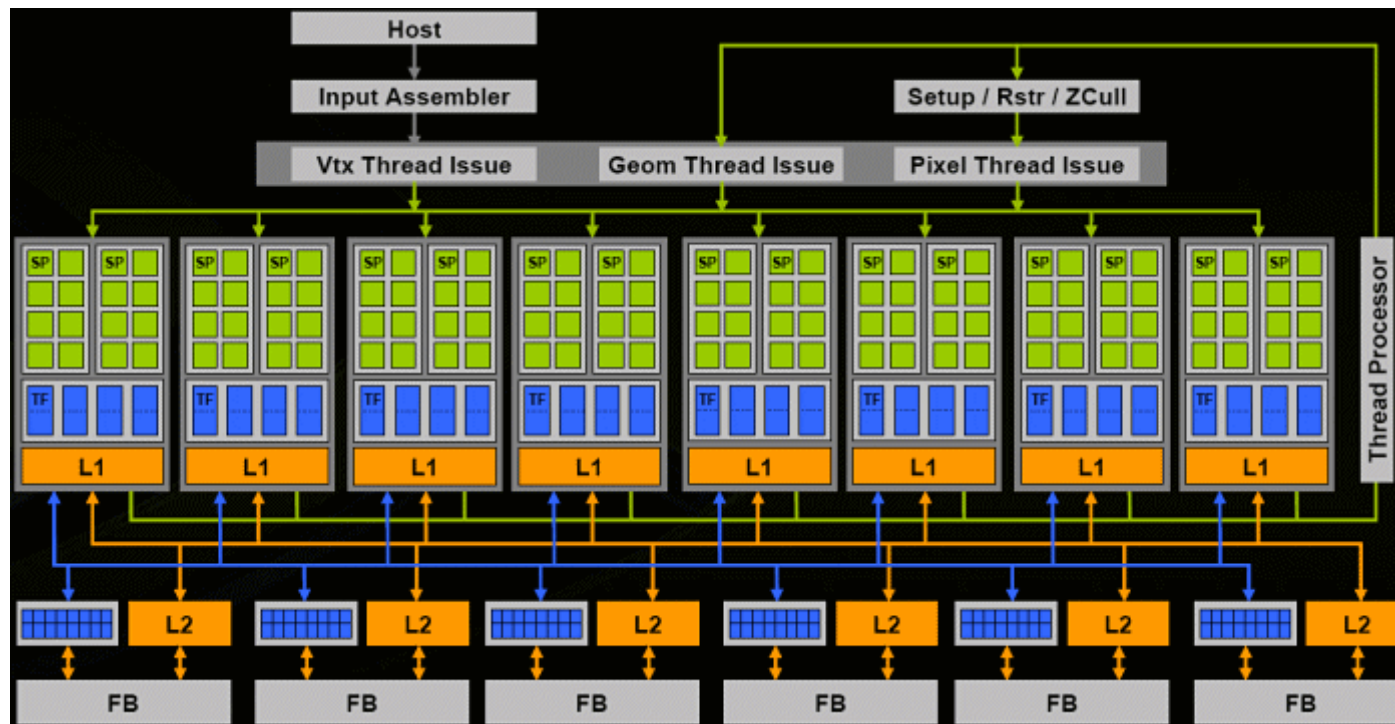 Host
Input Assembler
Setup / Rstr / ZCull
Vtx Thread Issue
Geom Thread Issue
Pixel Thread Issue
SP SP SP SP SP SP SP SP SP SP SP SP SP SP SP SP
Thread Processor
TF TF TF TF TF TF TF TF
L1 L1 L1 L1 L1 L1 L1 L1
L2 L2 L2 L2 L2 L2
FB FB FB FB FB FB